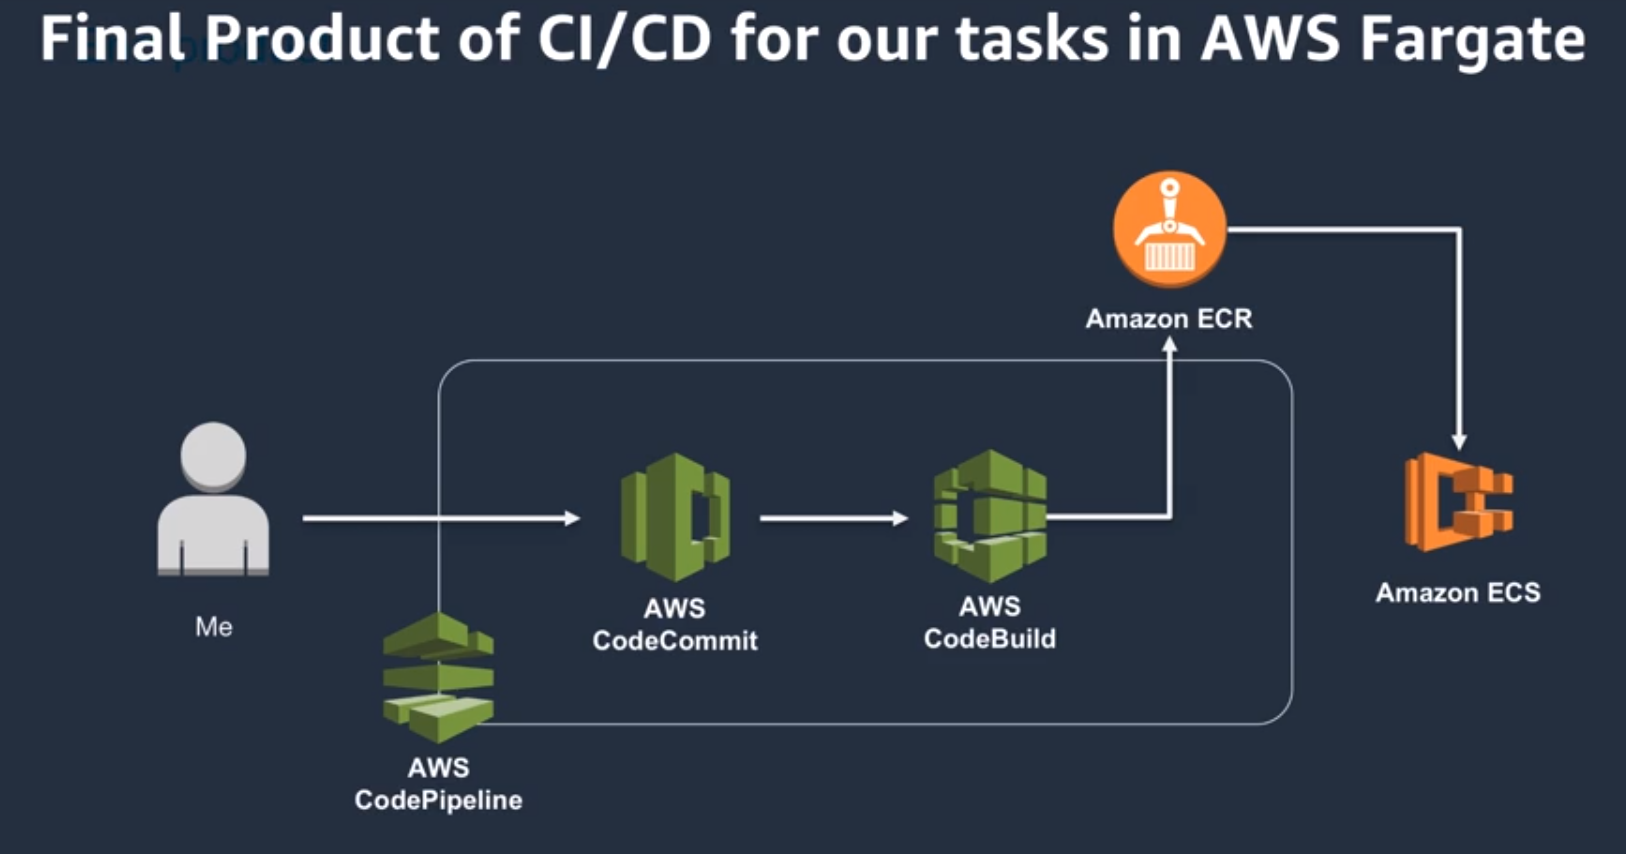 Final Product of CI/CD for our tasks in AWS Fargate
Amazon ECR
Me
AWS
CodeCommit
AWS
CodeBuild
Amazon ECS
AWS
CodePipeline